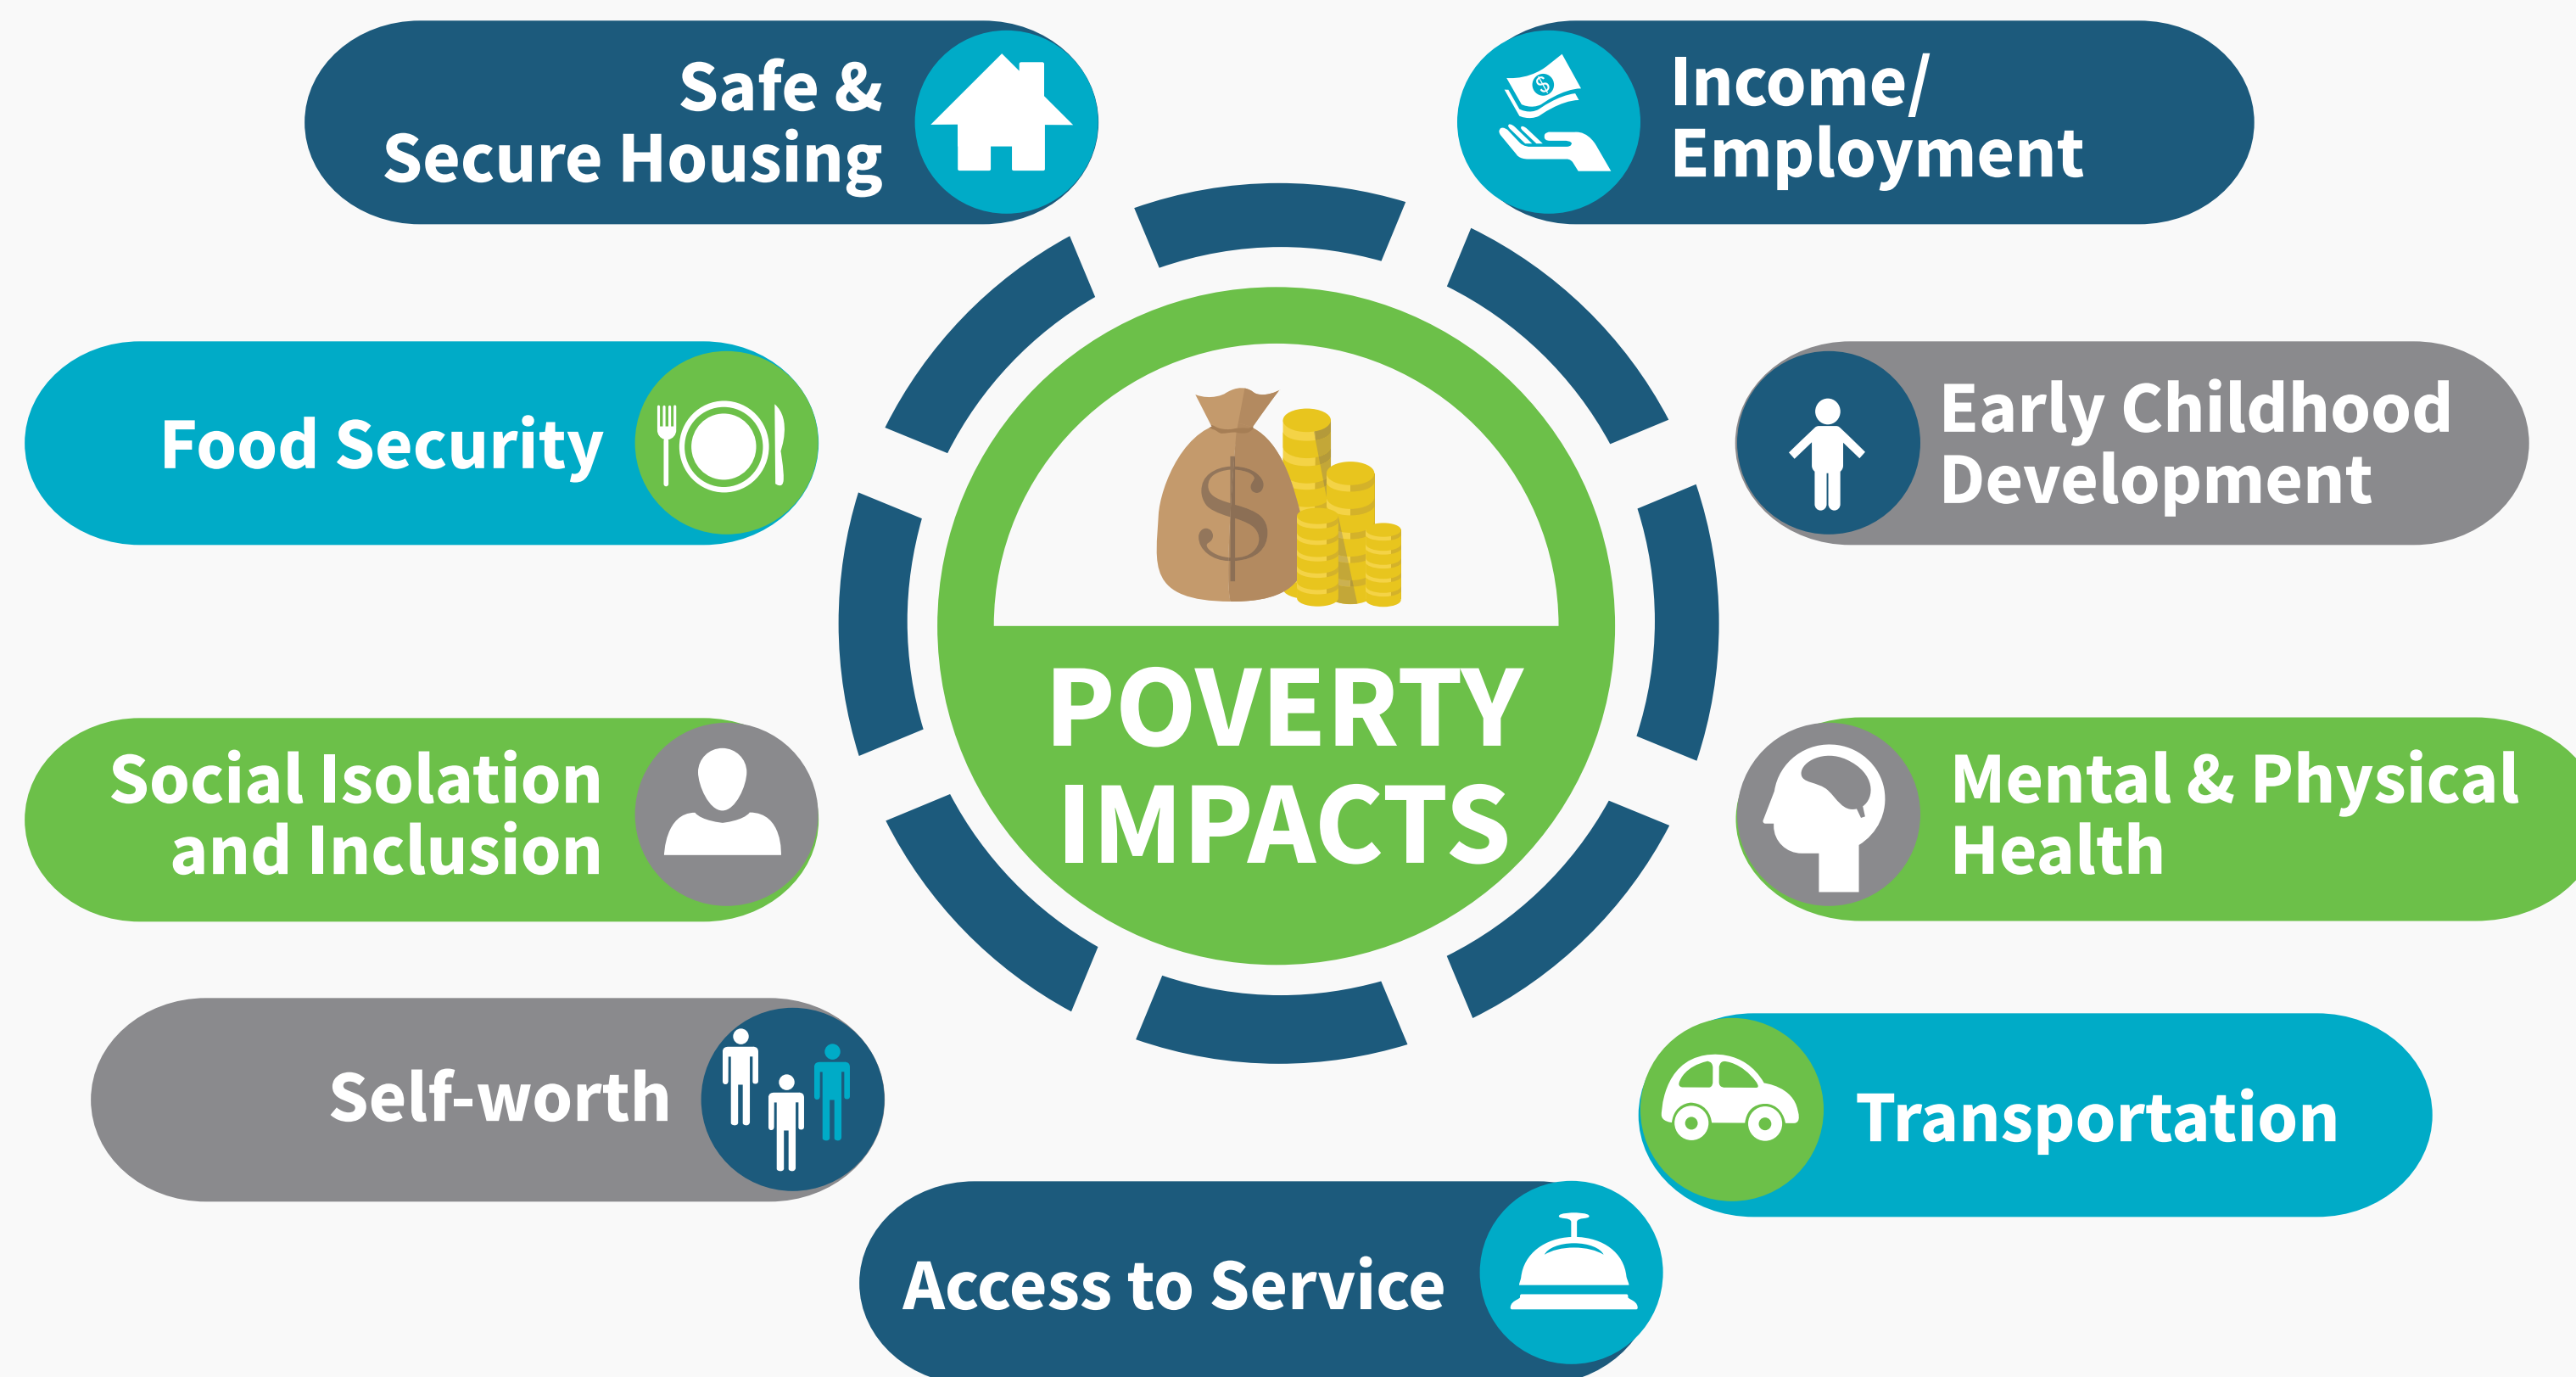 Safe &
Secure Housing
Income/
Employment
Food Security
Early Childhood
Development
$
POVERTY
IMPACTS
Social Isolation
and Inclusion
Mental & Physical
Health
Self-worth
Transportation
Access to Service